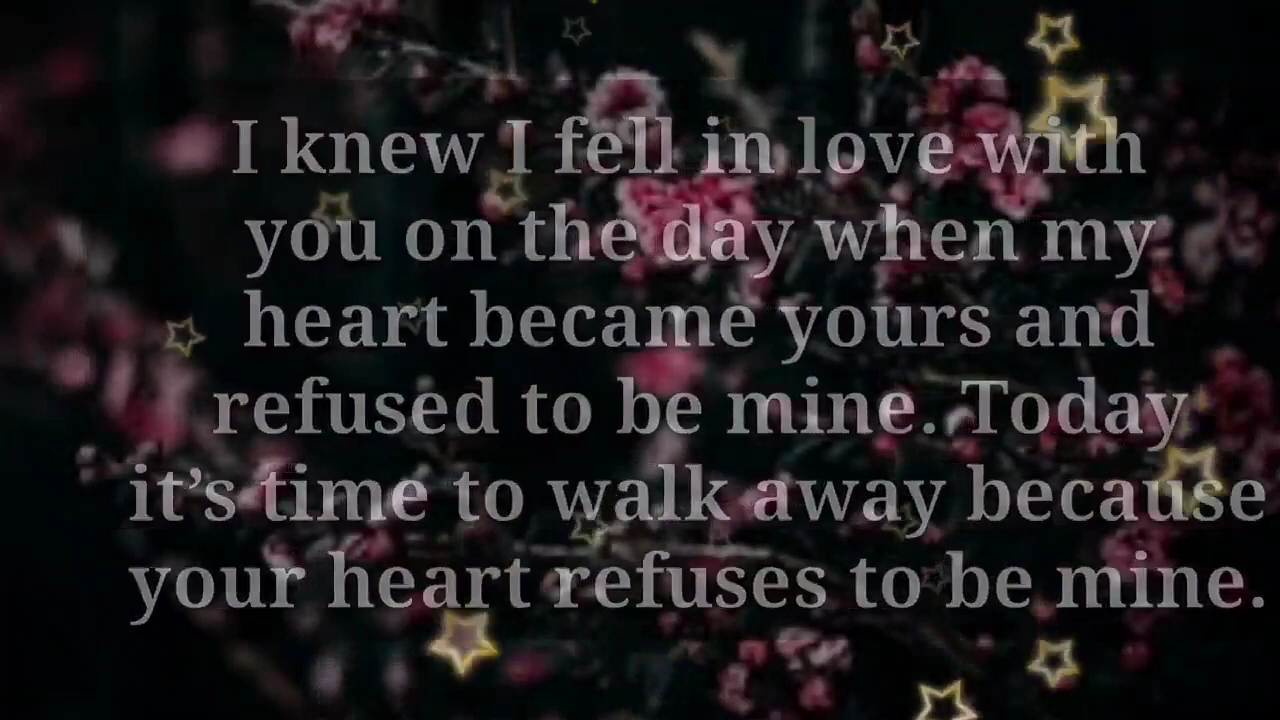 I knew I fell in love with
you on the day when my
heart became yours and
refused to be mine. Today
it’s time to walk away because
your heart refuses to be mine.